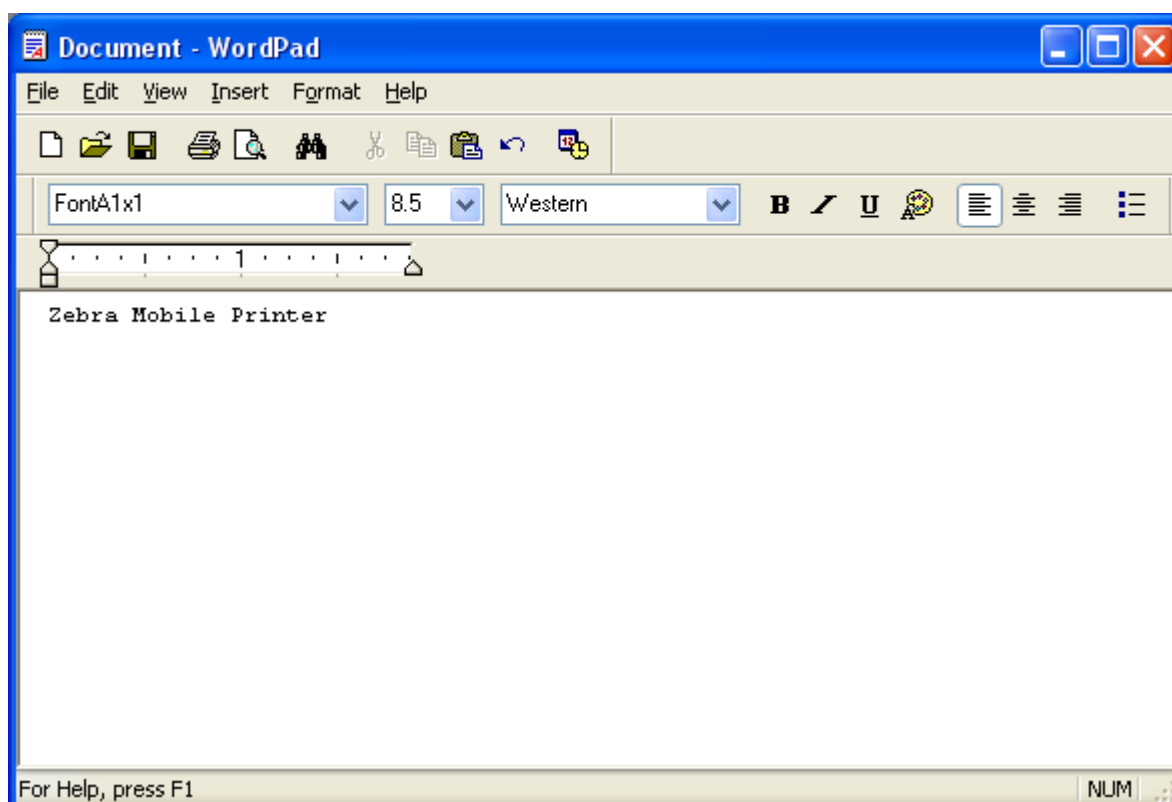 Document - WordPad
File Edit View Insert Format Help
FontA1x1 8.5 Western B / U
1
Zebra Mobile Printer
For Help, press F1 NUM